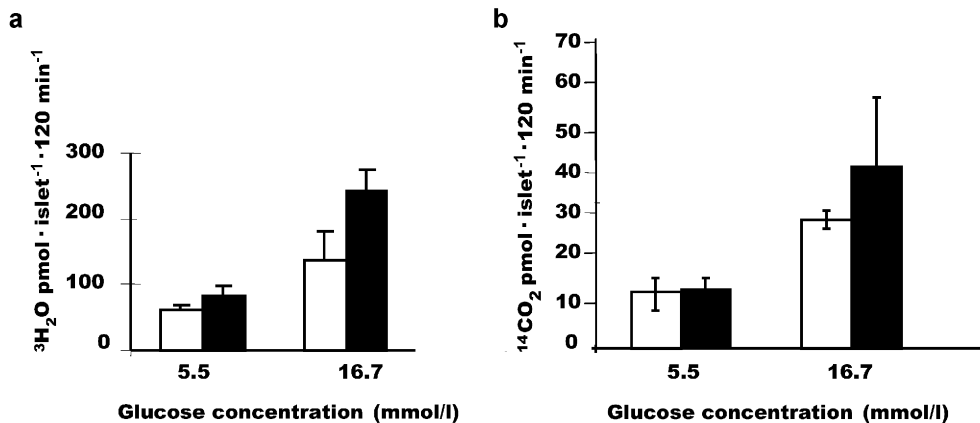 a
³H₂O pmol · islet⁻¹ · 120 min⁻¹
300
200
100
0
5.5 16.7
Glucose concentration (mmol/l)
b
¹⁴CO₂ pmol · islet⁻¹ · 120 min⁻¹
70
60
50
40
30
20
10
0
5.5 16.7
Glucose concentration (mmol/l)